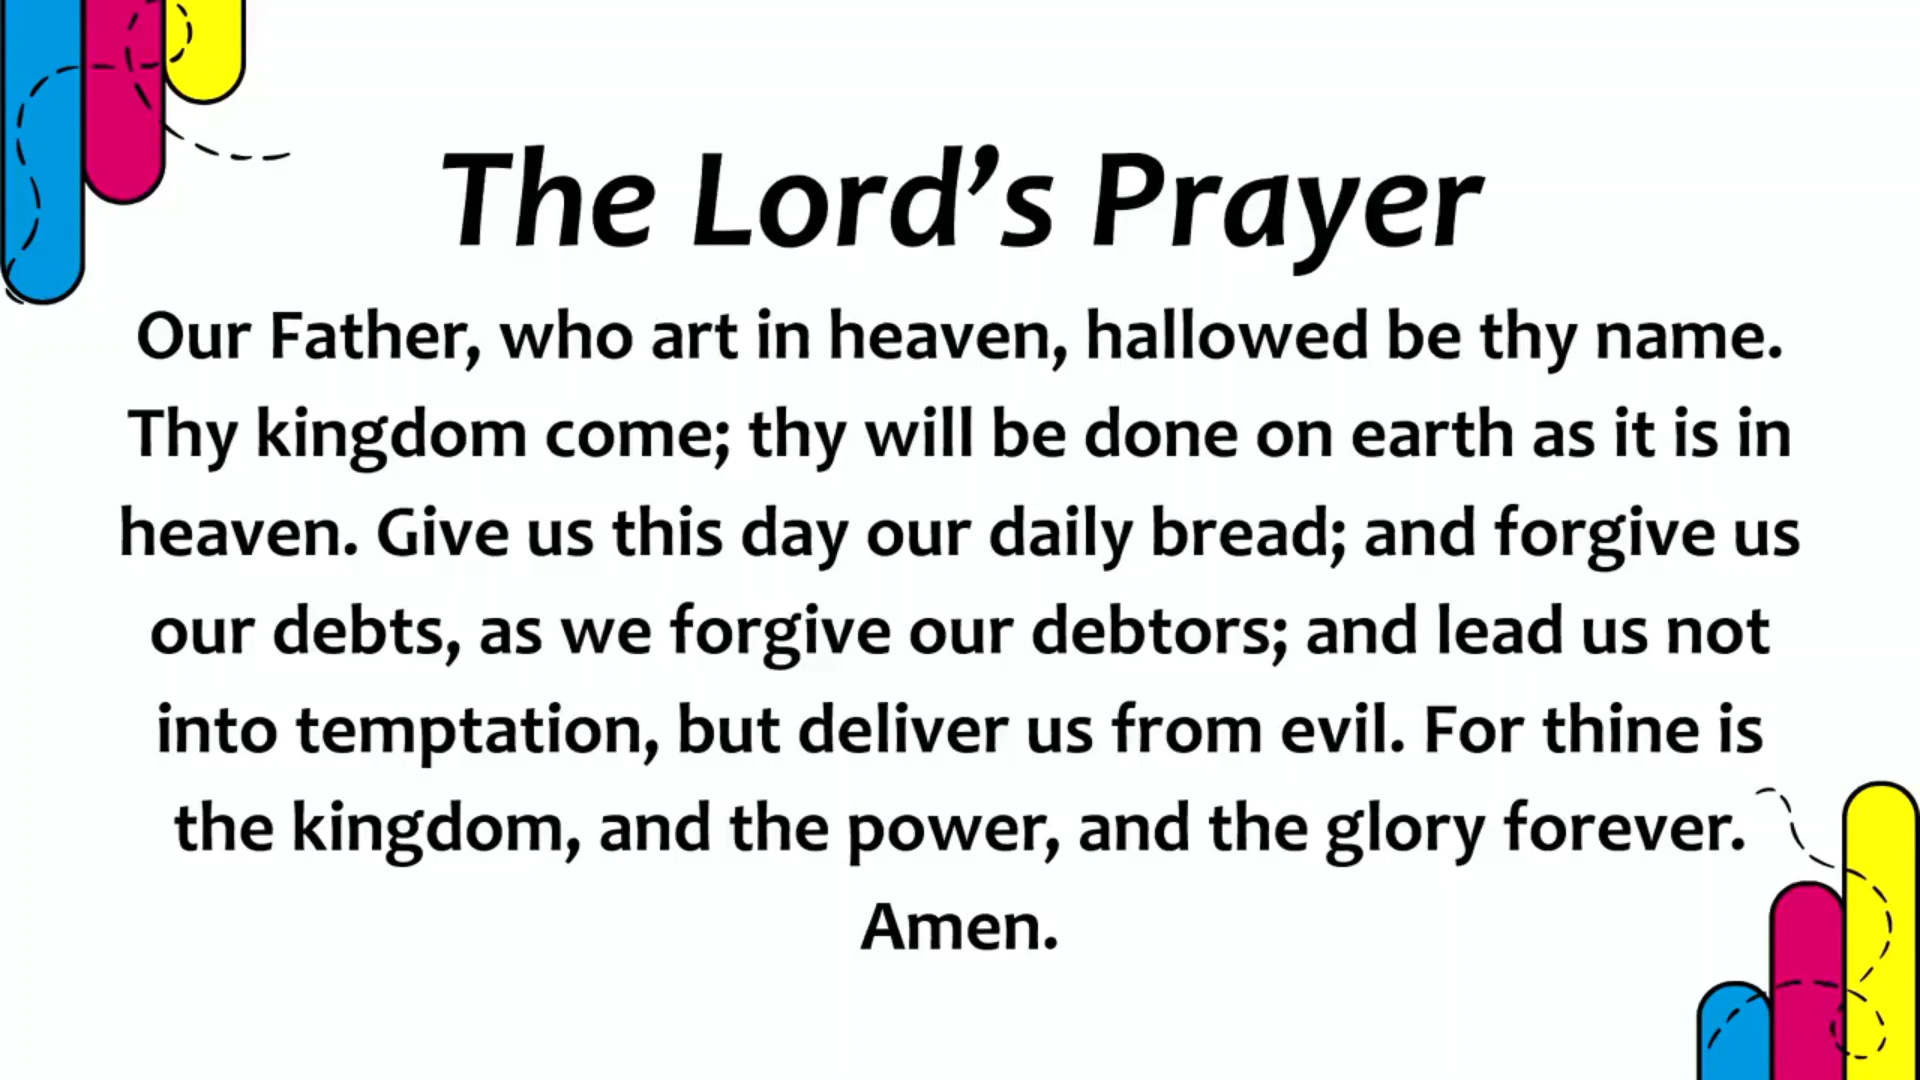 The Lord’s Prayer
Our Father, who art in heaven, hallowed be thy name.
Thy kingdom come; thy will be done on earth as it is in
heaven. Give us this day our daily bread; and forgive us
our debts, as we forgive our debtors; and lead us not
into temptation, but deliver us from evil. For thine is
the kingdom, and the power, and the glory forever.
Amen.